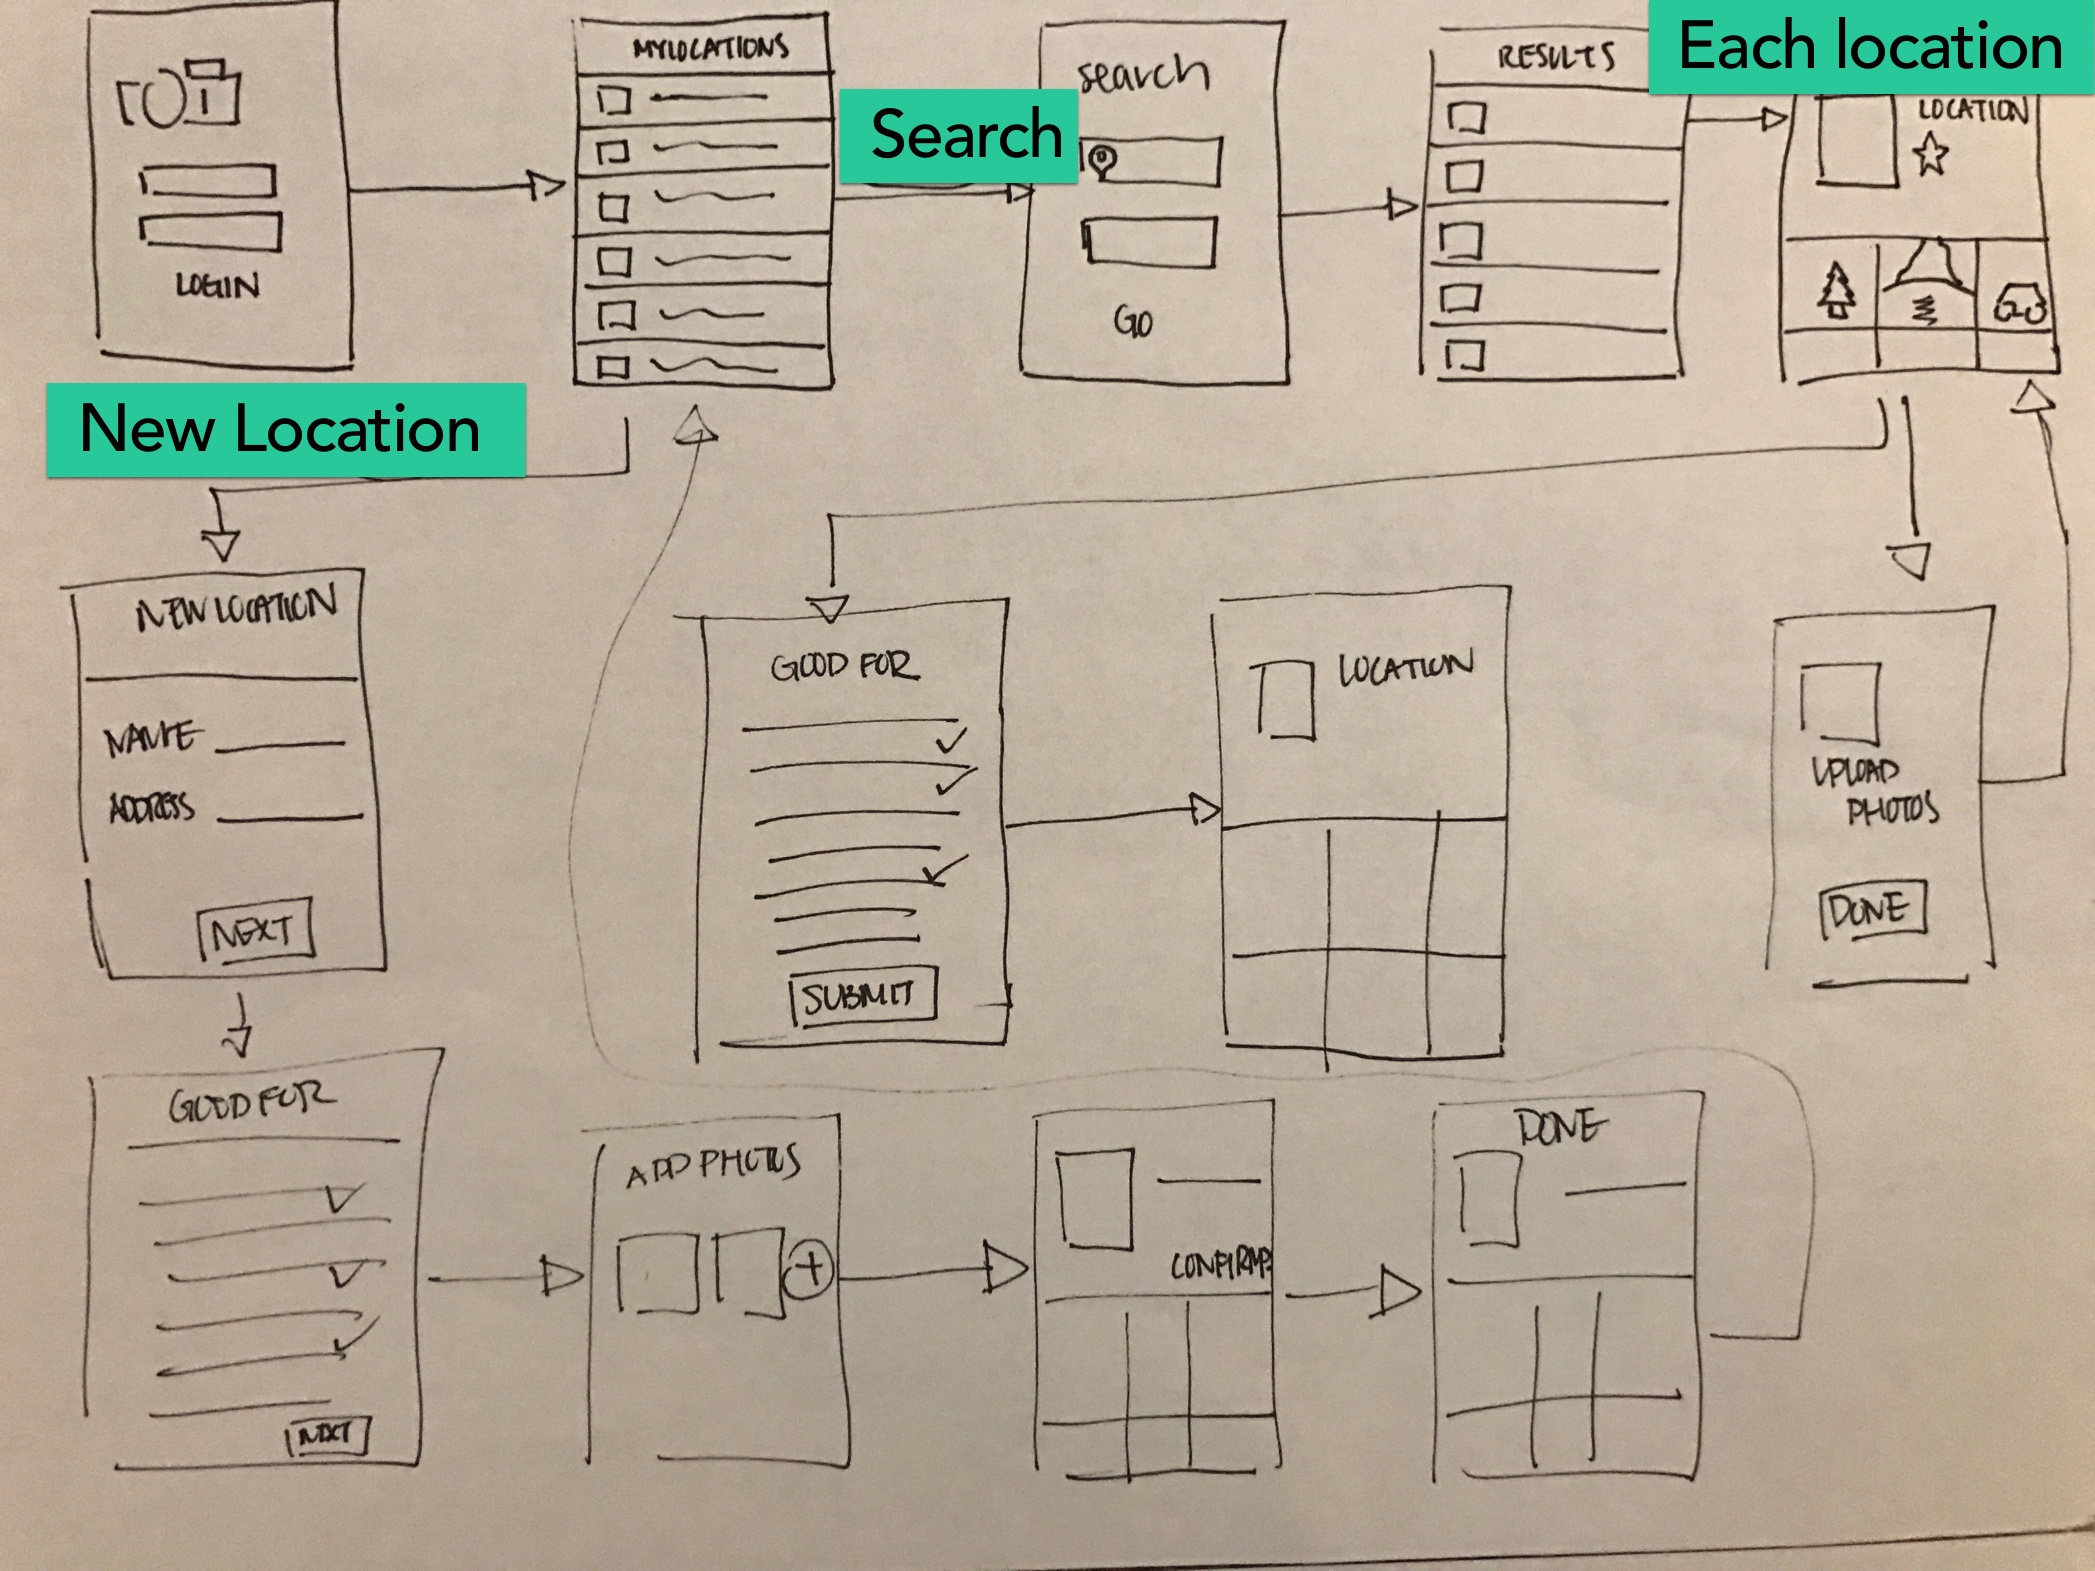 LOGIN
MYLOCATIONS
Search
search
GO
RESULTS
Each location
LOCATION
New Location
NEW LOCATION
NAME
ADDRESS
NEXT
GOOD FOR
SUBMIT
LOCATION
UPLOAD
PHOTOS
DONE
GOOD FOR
NEXT
ADD PHOTOS
CONFIRM?
DONE